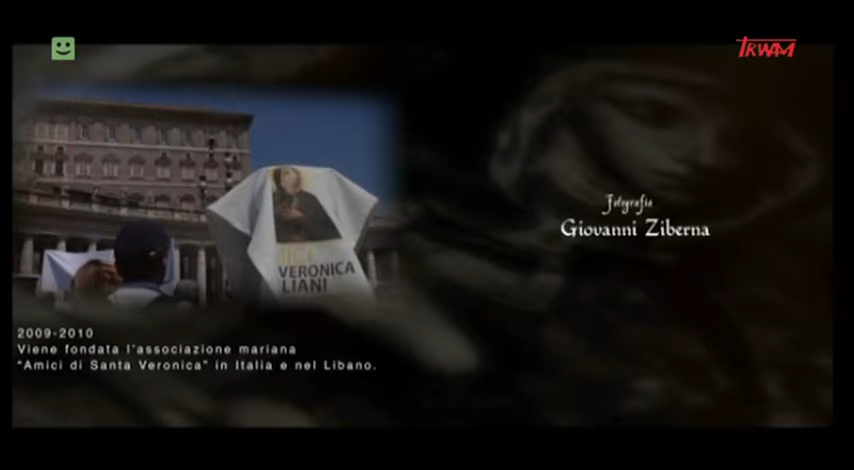 TRWAM
VERONICA
LIANI
Fotografia
Giovanni Ziberna
2009-2010
Viene fondata l'associazione mariana
"Amici di Santa Veronica" in Italia e nel Libano.